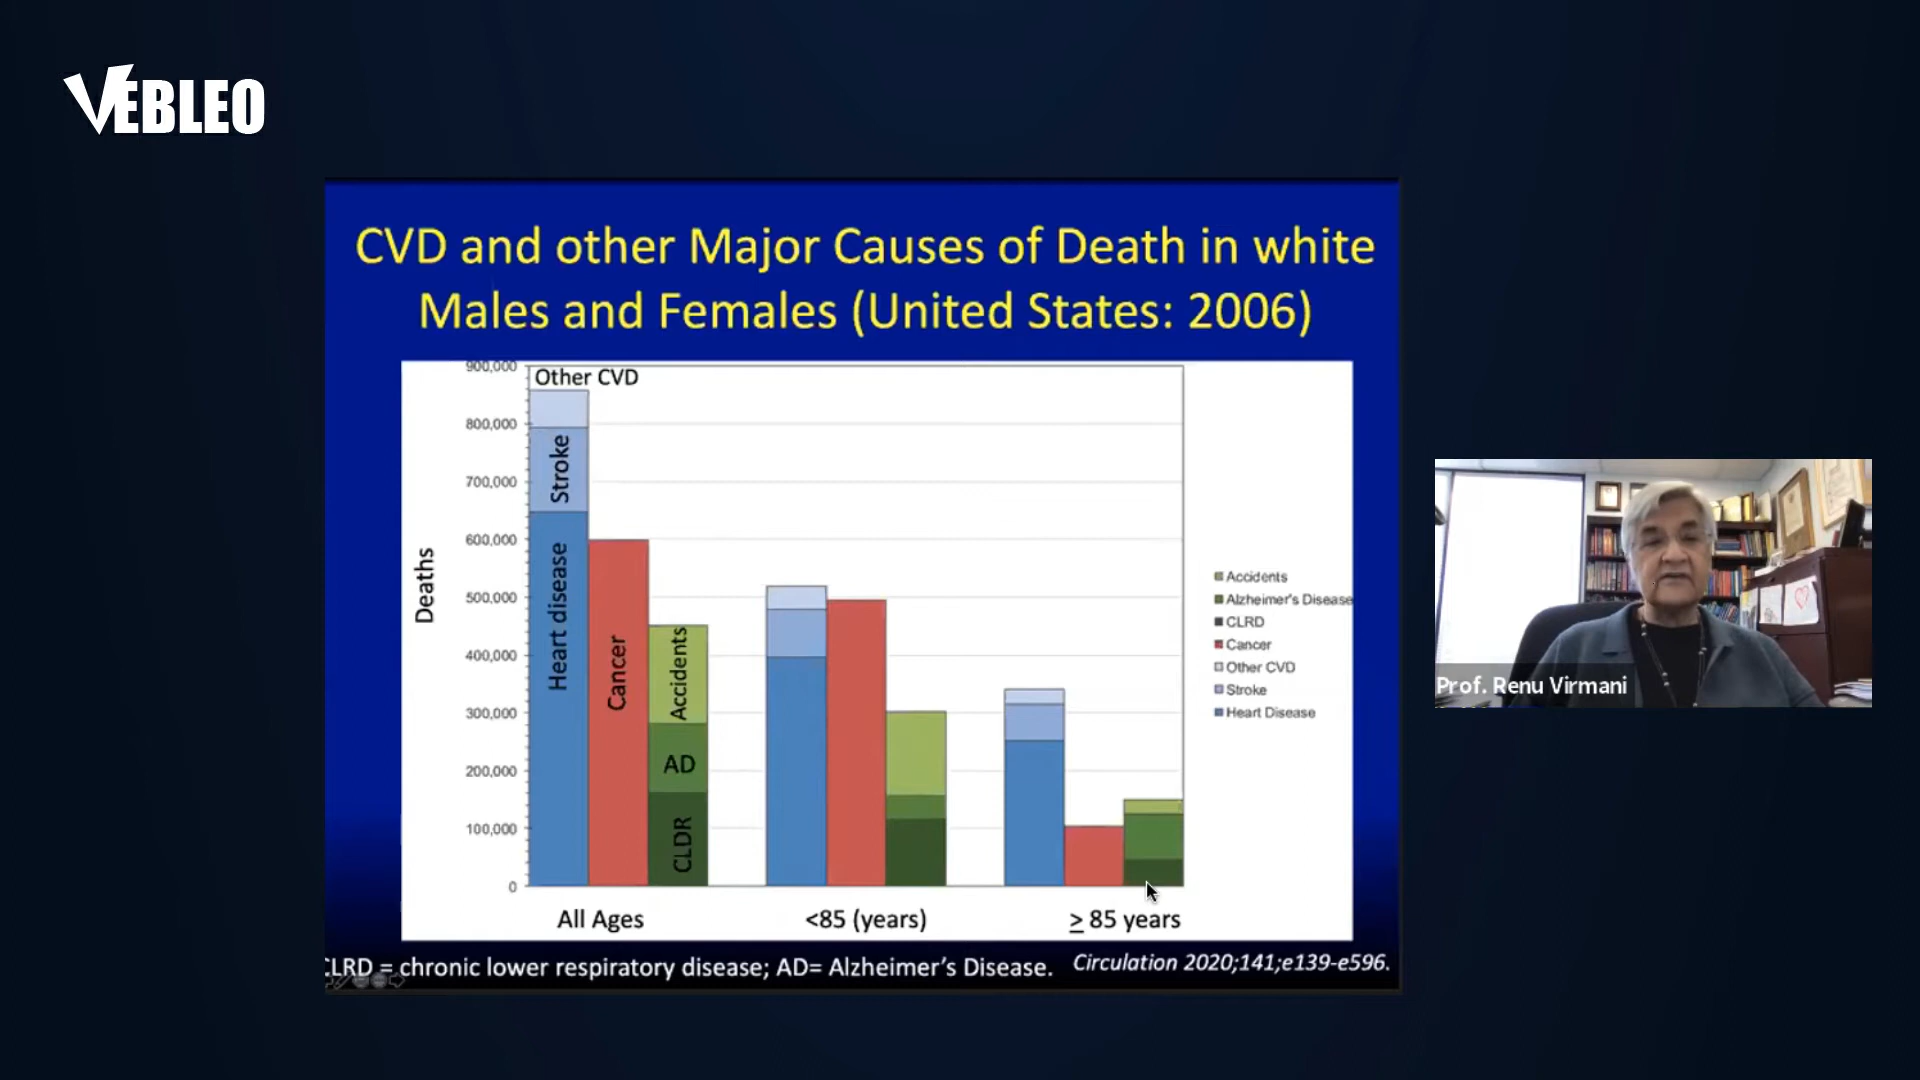 VEBLEO
CVD and other Major Causes of Death in white
Males and Females (United States: 2006)
900,000
800,000
700,000
600,000
500,000
400,000
300,000
200,000
100,000
0
Deaths
Other CVD
Stroke
Heart disease
Cancer
Accidents
AD
CLDR
All Ages
<85 (years)
≥ 85 years
Accidents
Alzheimer's Disease
CLRD
Cancer
Other CVD
Stroke
Heart Disease
CLRD = chronic lower respiratory disease; AD= Alzheimer's Disease.
Circulation 2020;141;e139-e596.
Prof. Renu Virmani